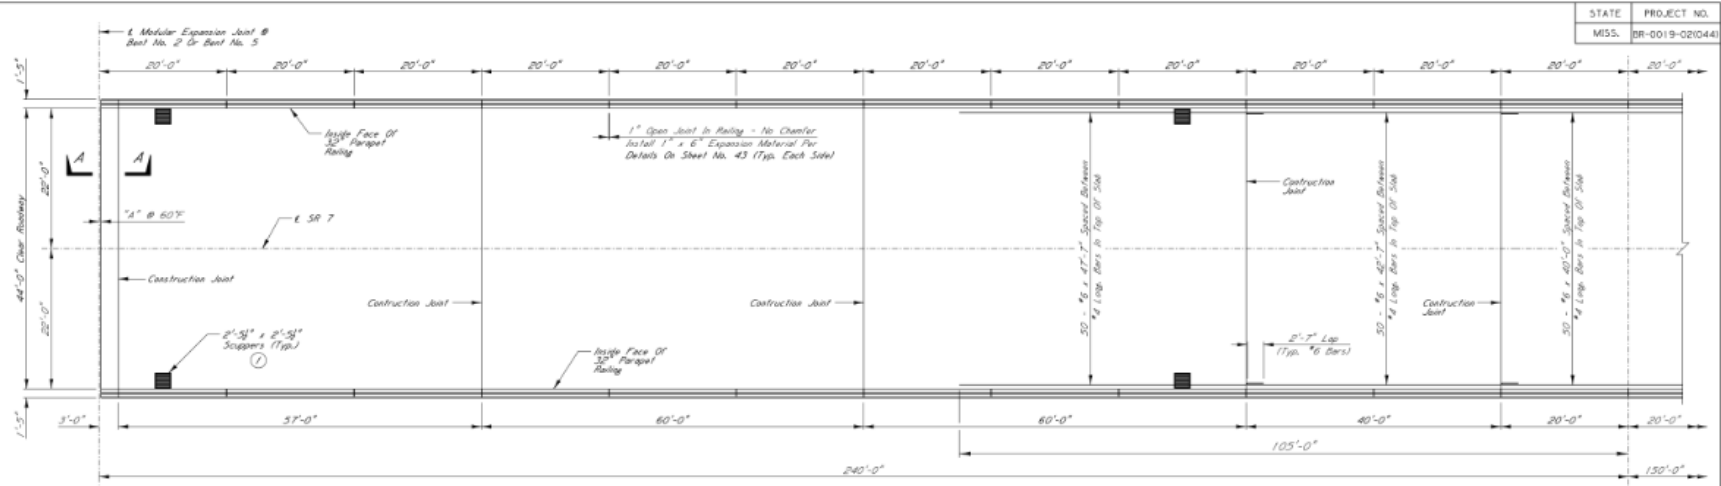 STATE PROJECT NO.
MISS. BR-0019-02(044)
℄ Modular Expansion Joint @
Bent No. 2 Or Bent No. 5
20'-0" 20'-0" 20'-0" 20'-0" 20'-0" 20'-0" 20'-0" 20'-0" 20'-0" 20'-0" 20'-0" 20'-0" 20'-0"
1'-5"
Inside Face Of
32" Parapet
Railing
1" Open Joint In Railing - No Chamfer
Install 1" x 6" Expansion Material Per
Details On Sheet No. 43 (Typ. Each Side)
A A
22'-0"
44'-0" Clear Roadway
"A" @ 60°F
℄ SR 7
Contruction
Joint
50 - #6 x 47'-7" Spaced Between
#4 Long. Bars In Top Of Slab
50 - #6 x 42'-7" Spaced Between
#4 Long. Bars In Top Of Slab
50 - #6 x 40'-0" Spaced Between
#4 Long. Bars In Top Of Slab
Construction Joint
Contruction Joint
Contruction Joint
Contruction
Joint
22'-0"
2'-5½" x 2'-5½"
Scuppers (Typ.)
1
Inside Face Of
32" Parapet
Railing
2'-7" Lap
(Typ. #6 Bars)
1'-5"
3'-0" 57'-0" 60'-0" 60'-0" 40'-0" 20'-0" 20'-0"
105'-0"
240'-0" 150'-0"